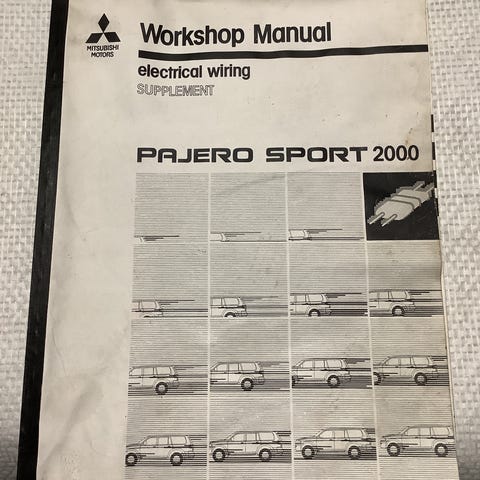 Workshop Manual
MITSUBISHI
MOTORS
electrical wiring
SUPPLEMENT
PAJERO SPORT 2000